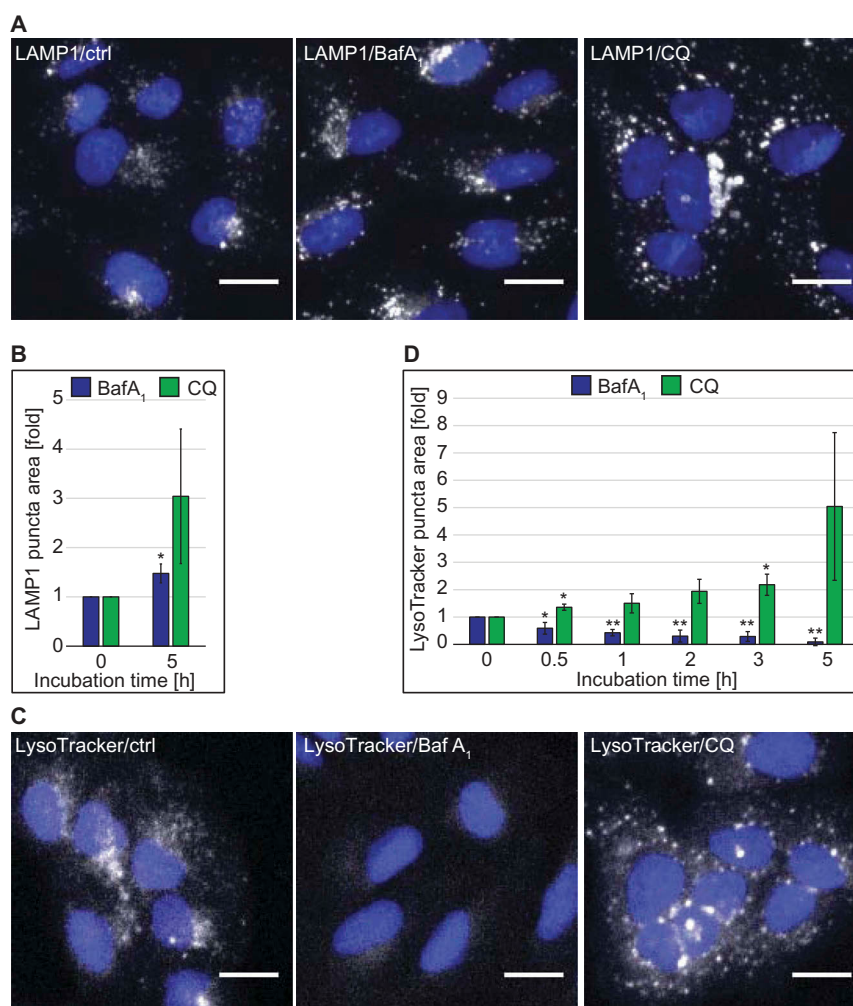 A
LAMP1/ctrl
LAMP1/BafA1
LAMP1/CQ
B
BafA1 CQ
LAMP1 puncta area [fold]
5
4
3
2
1
0
*
0 5
Incubation time [h]
D
BafA1 CQ
LysoTracker puncta area [fold]
9
8
7
6
5
4
3
2
1
0
* * ** ** ** * **
0 0.5 1 2 3 5
Incubation time [h]
C
LysoTracker/ctrl
LysoTracker/Baf A1
LysoTracker/CQ